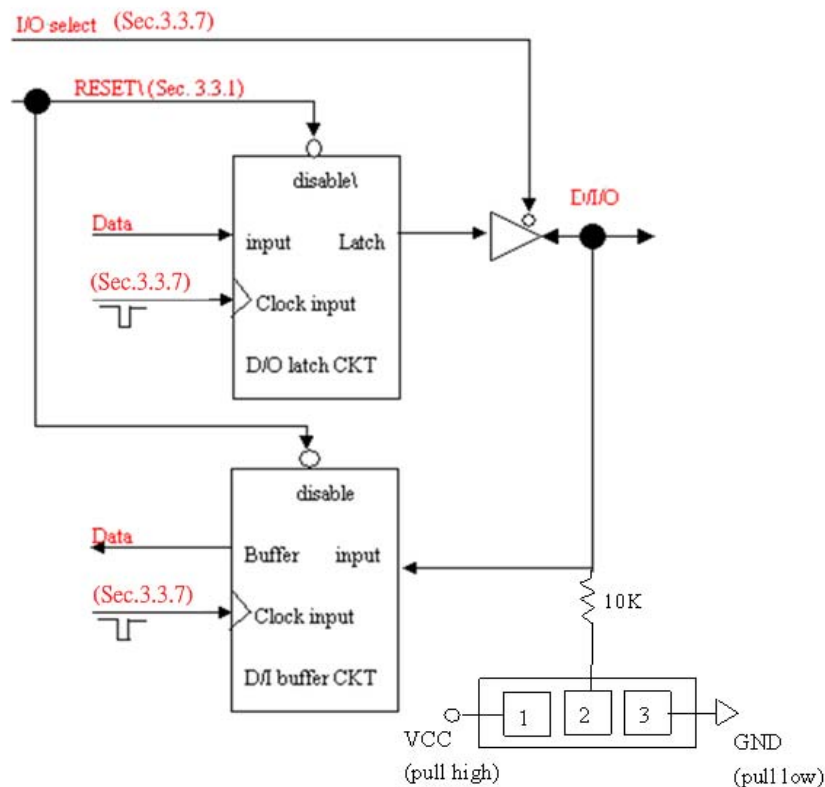 I/O select (Sec.3.3.7)
RESET\ (Sec. 3.3.1)
disable\
D/I/O
Data
input Latch
(Sec.3.3.7)
Clock input
D/O latch CKT
disable
Data
Buffer input
(Sec.3.3.7)
Clock input
10K
D/I buffer CKT
1 2 3
VCC
(pull high)
GND
(pull low)